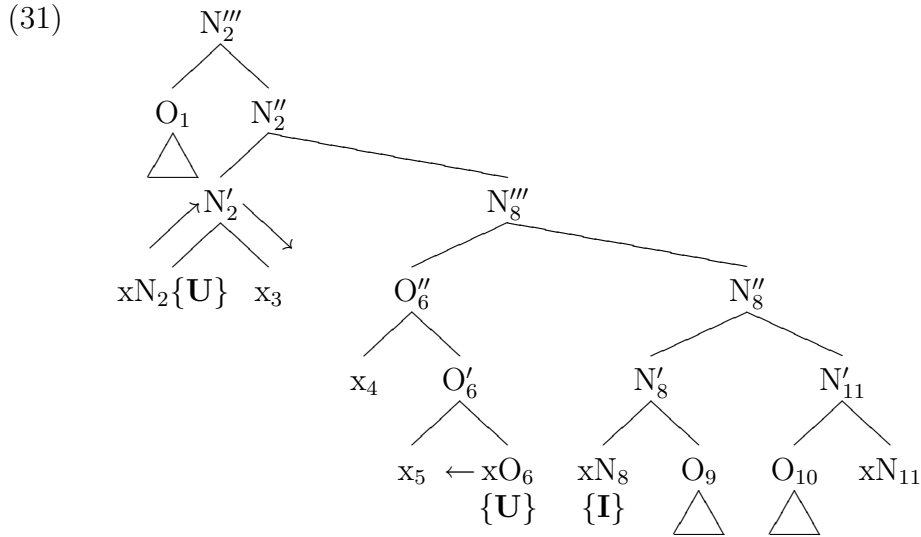 (31)
N‴₂
O₁ N″₂
N′₂ N‴₈
xN₂{U} x₃ O″₆ N″₈
x₄ O′₆ N′₈ N′₁₁
x₅ ← xO₆ xN₈ O₉ O₁₀ xN₁₁
{U} {I}